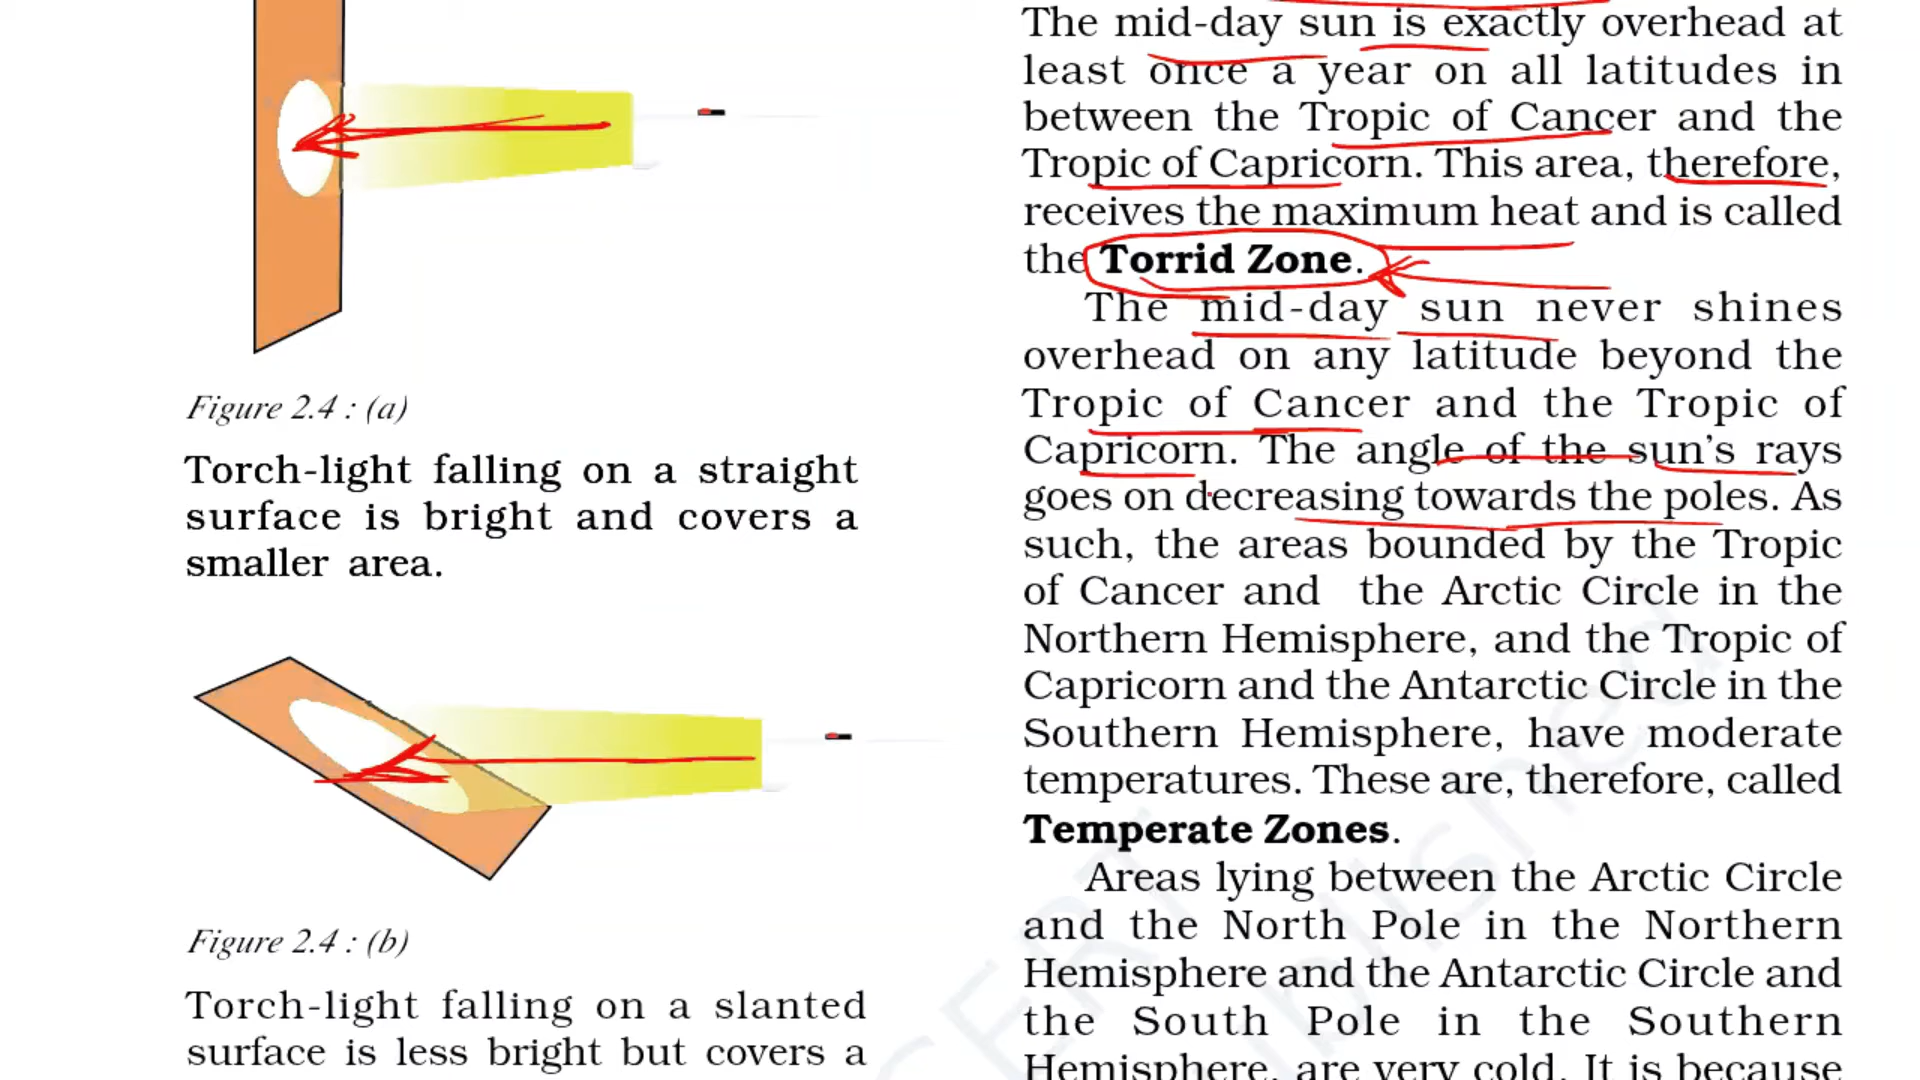 Figure 2.4 : (a)
Torch-light falling on a straight
surface is bright and covers a
smaller area.
Figure 2.4 : (b)
Torch-light falling on a slanted
surface is less bright but covers a
The mid-day sun is exactly overhead at
least once a year on all latitudes in
between the Tropic of Cancer and the
Tropic of Capricorn. This area, therefore,
receives the maximum heat and is called
the Torrid Zone.
The mid-day sun never shines
overhead on any latitude beyond the
Tropic of Cancer and the Tropic of
Capricorn. The angle of the sun’s rays
goes on decreasing towards the poles. As
such, the areas bounded by the Tropic
of Cancer and the Arctic Circle in the
Northern Hemisphere, and the Tropic of
Capricorn and the Antarctic Circle in the
Southern Hemisphere, have moderate
temperatures. These are, therefore, called
Temperate Zones.
Areas lying between the Arctic Circle
and the North Pole in the Northern
Hemisphere and the Antarctic Circle and
the South Pole in the Southern
Hemisphere, are very cold. It is because